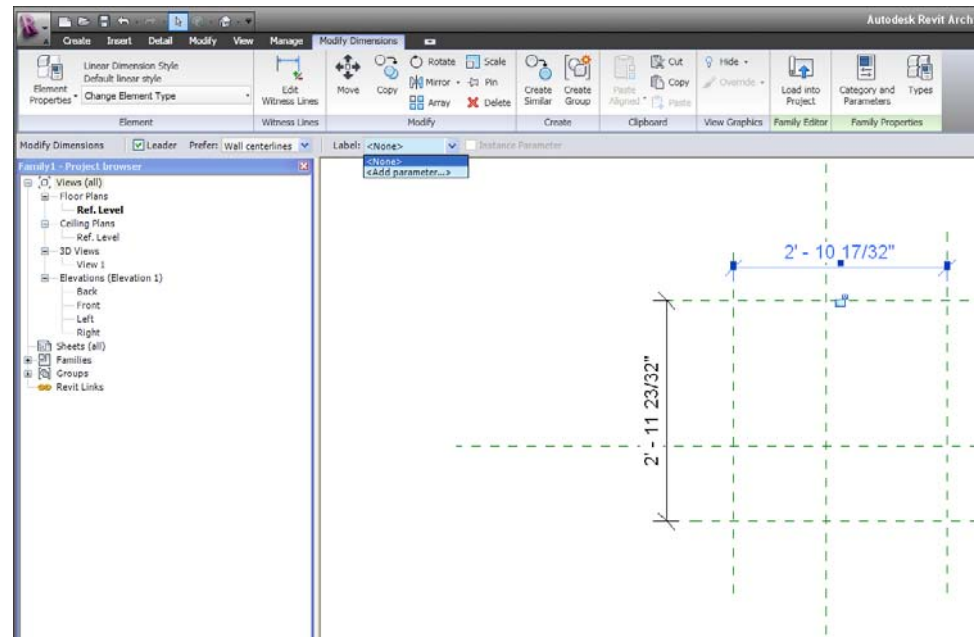 Autodesk Revit Arch
Create Insert Detail Modify View Manage Modify Dimensions
Element Properties
Linear Dimension Style
Default linear style
Change Element Type
Edit Witness Lines
Move
Copy
Rotate
Scale
Mirror
Pin
Array
Delete
Create Similar
Create Group
Paste Aligned
Cut
Copy
Paste
Hide
Override
Load into Project
Category and Parameters
Types
Element Witness Lines Modify Create Clipboard View Graphics Family Editor Family Properties
Modify Dimensions Leader Prefer: Wall centerlines Label: <None> Instance Parameter
<None>
<Add parameter...>
Family1 - Project browser
Views (all)
Floor Plans
Ref. Level
Ceiling Plans
Ref. Level
3D Views
View 1
Elevations (Elevation 1)
Back
Front
Left
Right
Sheets (all)
Families
Groups
Revit Links
2' - 10 17/32"
2' - 11 23/32"